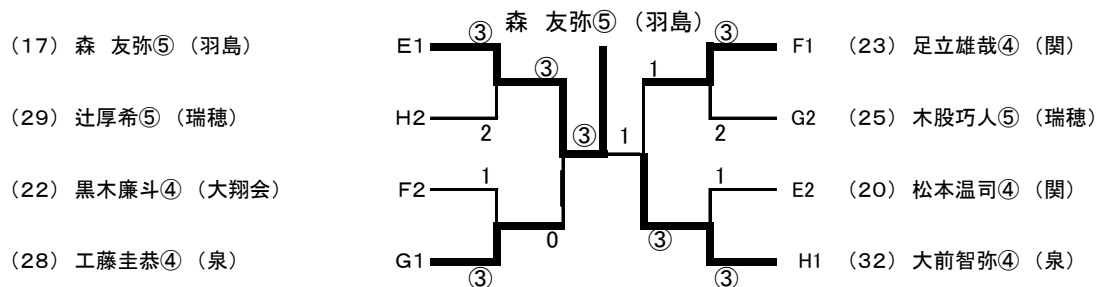 森　友弥⑤　（羽島）
（17）　森　友弥⑤　（羽島）　E1　③　③　1　③　F1　（23）　足立雄哉④　（関）
（29）　辻厚希⑤　（瑞穂）　H2　2　③　1　2　G2　（25）　木股巧人⑤　（瑞穂）
（22）　黒木廉斗④　（大翔会）　F2　1　1　E2　（20）　松本温司④　（関）
（28）　工藤圭恭④　（泉）　G1　③　0　③　③　H1　（32）　大前智弥④　（泉）